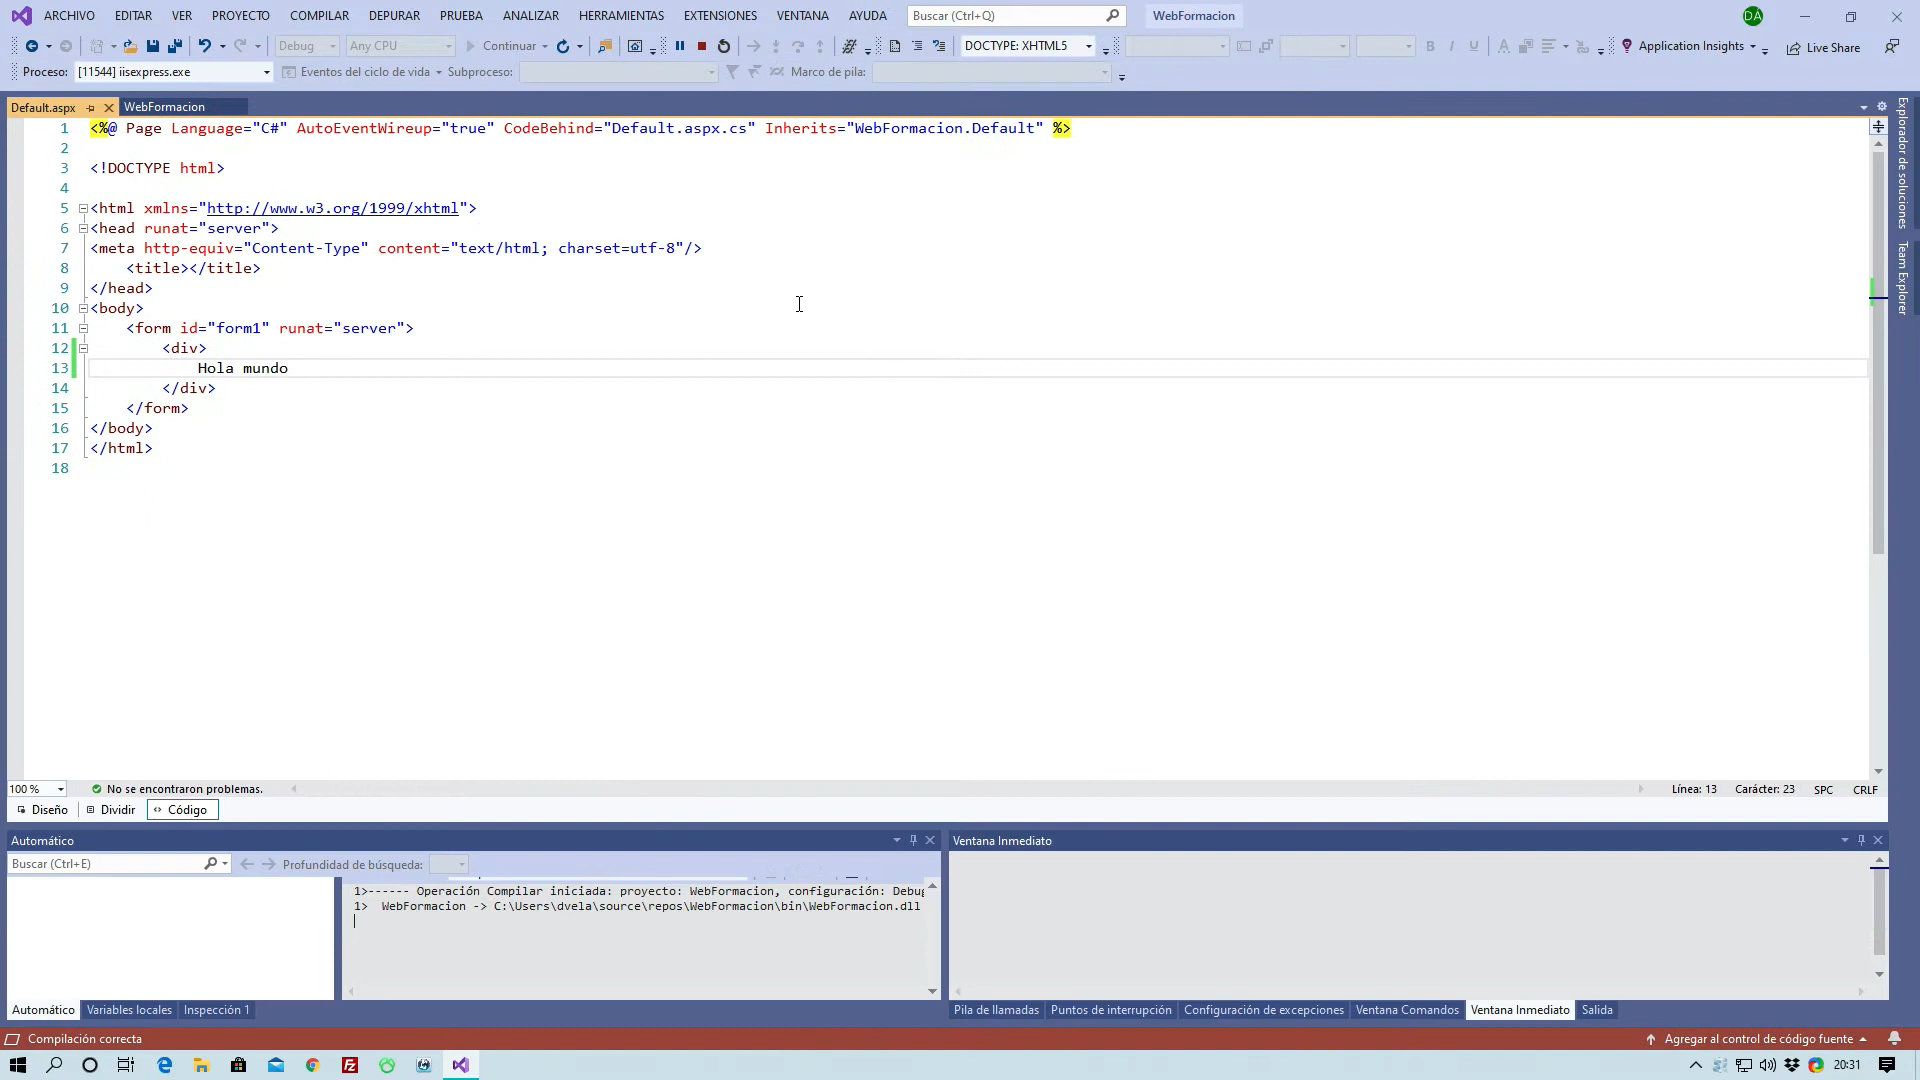 ARCHIVO EDITAR VER PROYECTO COMPILAR DEPURAR PRUEBA ANALIZAR HERRAMIENTAS EXTENSIONES VENTANA AYUDA Buscar (Ctrl+Q) WebFormacion DÁ
Debug Any CPU Continuar DOCTYPE: XHTML5 B I U A Application Insights Live Share
Proceso: [11544] iisexpress.exe Eventos del ciclo de vida Subproceso: Marco de pila:
Default.aspx WebFormacion
1 <%@ Page Language="C#" AutoEventWireup="true" CodeBehind="Default.aspx.cs" Inherits="WebFormacion.Default" %>
2
3 <!DOCTYPE html>
4
5 <html xmlns="http://www.w3.org/1999/xhtml">
6 <head runat="server">
7 <meta http-equiv="Content-Type" content="text/html; charset=utf-8"/>
8 <title></title>
9 </head>
10 <body>
11 <form id="form1" runat="server">
12 <div>
13 Hola mundo
14 </div>
15 </form>
16 </body>
17 </html>
18
Explorador de soluciones
Team Explorer
100 % No se encontraron problemas. Línea: 13 Carácter: 23 SPC CRLF
Diseño Dividir Código
Automático
Buscar (Ctrl+E) Profundidad de búsqueda:
1>------ Operación Compilar iniciada: proyecto: WebFormacion, configuración: Debug
1> WebFormacion -> C:\Users\dvela\source\repos\WebFormacion\bin\WebFormacion.dll
Automático Variables locales Inspección 1
Ventana Inmediato
Pila de llamadas Puntos de interrupción Configuración de excepciones Ventana Comandos Ventana Inmediato Salida
Compilación correcta Agregar al control de código fuente
20:31